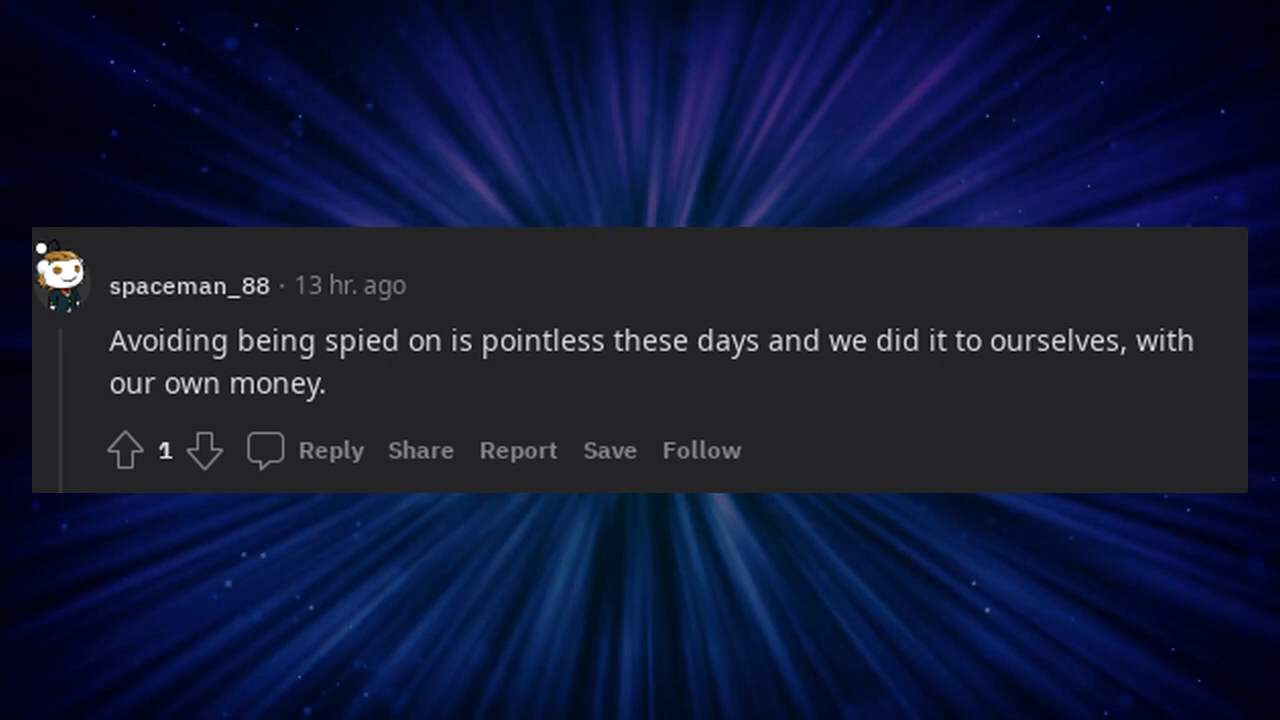 spaceman_88 · 13 hr. ago
Avoiding being spied on is pointless these days and we did it to ourselves, with
our own money.
1 Reply Share Report Save Follow